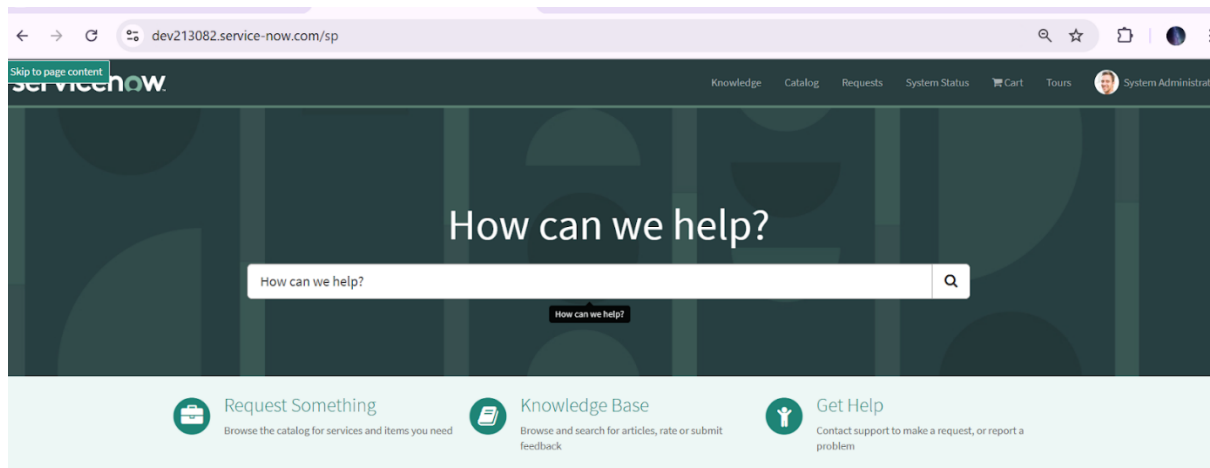 dev213082.service-now.com/sp
Skip to page content
servicenow
Knowledge Catalog Requests System Status Cart Tours System Administrat
How can we help?
How can we help?
How can we help?
Request Something
Browse the catalog for services and items you need
Knowledge Base
Browse and search for articles, rate or submit
feedback
Get Help
Contact support to make a request, or report a
problem